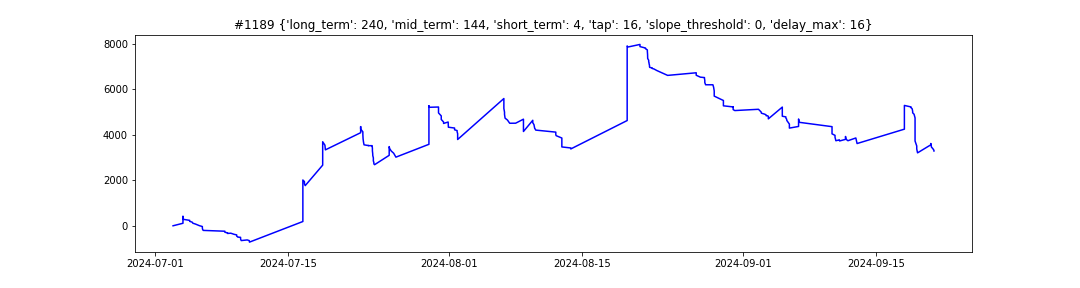 #1189 {'long_term': 240, 'mid_term': 144, 'short_term': 4, 'tap': 16, 'slope_threshold': 0, 'delay_max': 16}
8000
6000
4000
2000
0
2024-07-01 2024-07-15 2024-08-01 2024-08-15 2024-09-01 2024-09-15